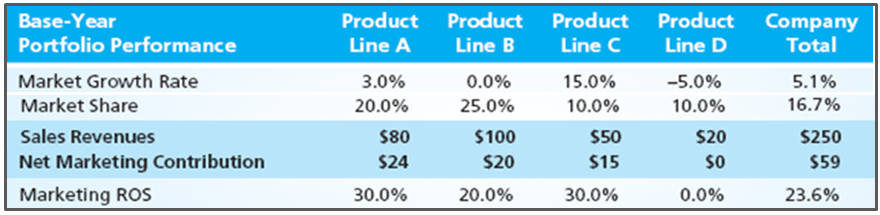 Base-Year Product Product Product Product Company
Portfolio Performance Line A Line B Line C Line D Total
Market Growth Rate 3.0% 0.0% 15.0% –5.0% 5.1%
Market Share 20.0% 25.0% 10.0% 10.0% 16.7%
Sales Revenues $80 $100 $50 $20 $250
Net Marketing Contribution $24 $20 $15 $0 $59
Marketing ROS 30.0% 20.0% 30.0% 0.0% 23.6%